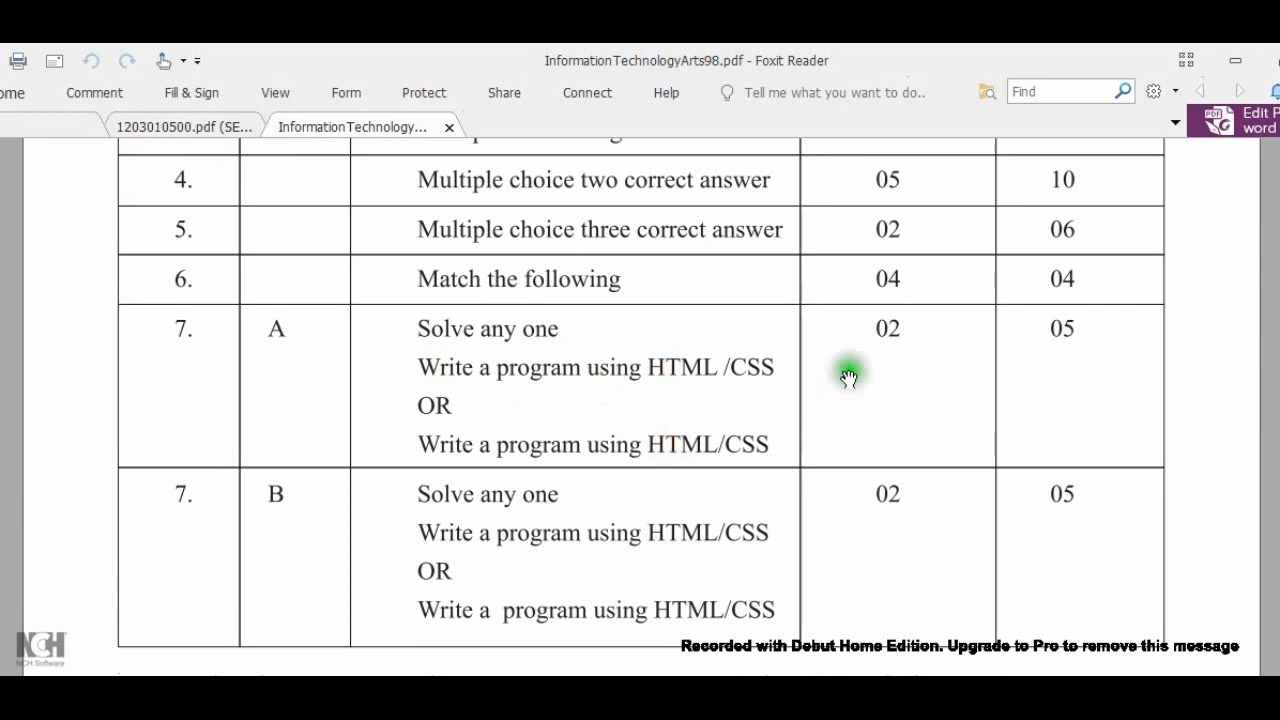 InformationTechnologyArts98.pdf - Foxit Reader
ome Comment Fill & Sign View Form Protect Share Connect Help Tell me what you want to do.. Find
1203010500.pdf (SE... InformationTechnology... Edit P
word
4. Multiple choice two correct answer 05 10
5. Multiple choice three correct answer 02 06
6. Match the following 04 04
7. A Solve any one 02 05
Write a program using HTML /CSS
OR
Write a program using HTML/CSS
7. B Solve any one 02 05
Write a program using HTML/CSS
OR
Write a program using HTML/CSS
NCH
NCH Software
Recorded with Debut Home Edition. Upgrade to Pro to remove this message